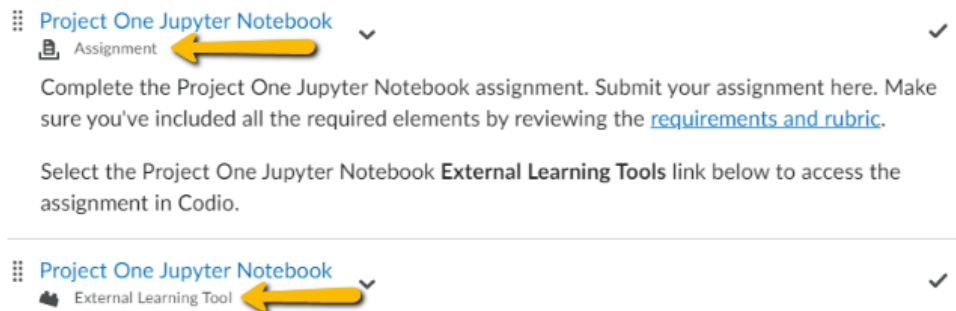 Project One Jupyter Notebook
Assignment
Complete the Project One Jupyter Notebook assignment. Submit your assignment here. Make
sure you've included all the required elements by reviewing the requirements and rubric.
Select the Project One Jupyter Notebook External Learning Tools link below to access the
assignment in Codio.
Project One Jupyter Notebook
External Learning Tool